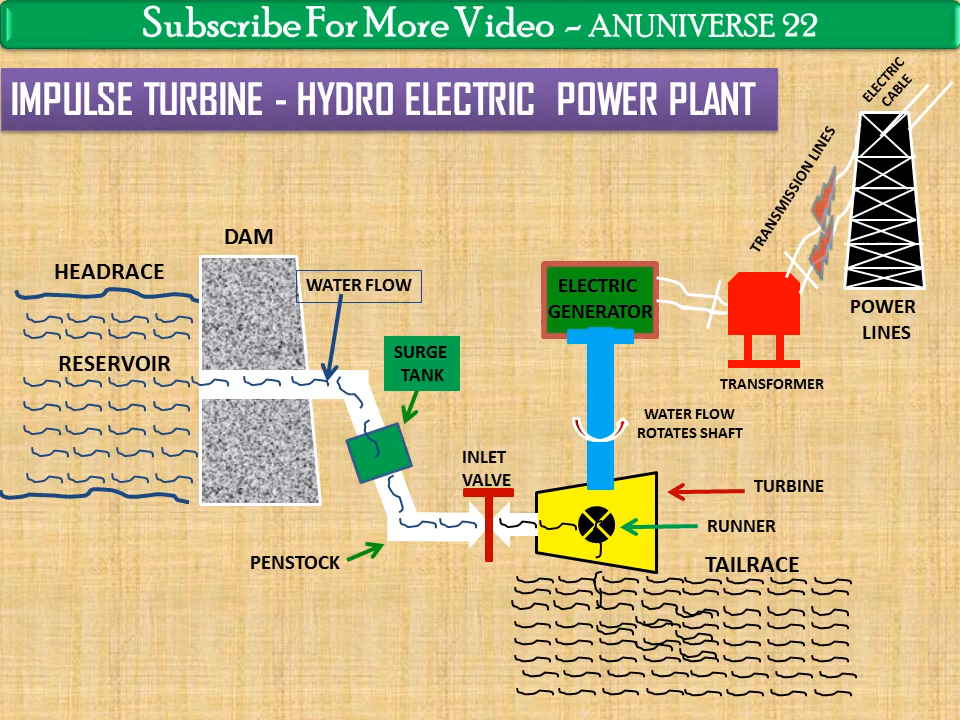 Subscribe For More Video - ANUNIVERSE 22
IMPULSE TURBINE - HYDRO ELECTRIC POWER PLANT
ELECTRIC
CABLE
TRANSMISSION LINES
DAM
HEADRACE
WATER FLOW
ELECTRIC
GENERATOR
POWER
LINES
RESERVOIR
SURGE
TANK
TRANSFORMER
WATER FLOW
ROTATES SHAFT
INLET
VALVE
TURBINE
RUNNER
PENSTOCK
TAILRACE